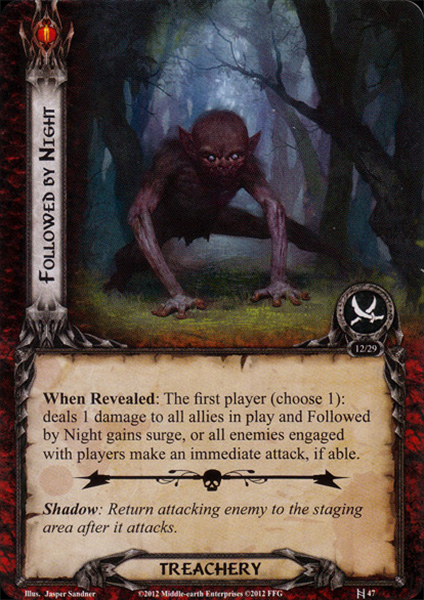 FOLLOWED BY NIGHT
12/29
When Revealed: The first player (choose 1):
deals 1 damage to all allies in play and Followed
by Night gains surge, or all enemies engaged
with players make an immediate attack, if able.
Shadow: Return attacking enemy to the staging
area after it attacks.
TREACHERY
Illus. Jasper Sandner ©2012 Middle-earth Enterprises ©2012 FFG 47